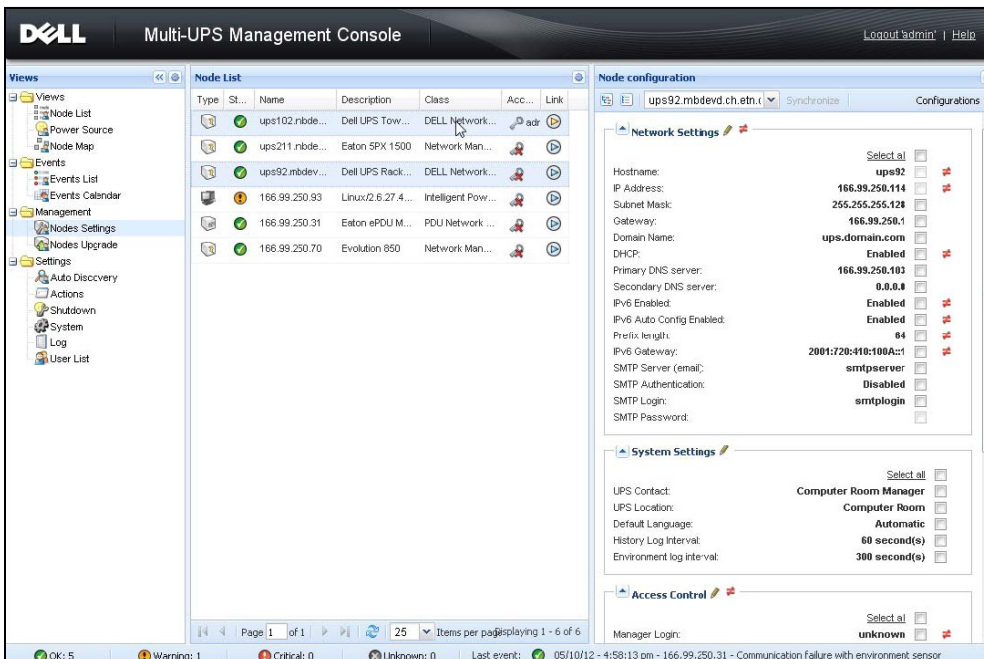 DELL Multi-UPS Management Console Logout 'admin' | Help
Views
Node List
Node configuration
Views
Node List
Power Source
Node Map
Events
Events List
Events Calendar
Management
Nodes Settings
Nodes Upgrade
Settings
Auto Discovery
Actions
Shutdown
System
Log
User List
Type St... Name Description Class Acc... Link
ups102.nbde... Dell UPS Tow... DELL Network... adr
ups211.nbde... Eaton 5PX 1500 Network Man...
ups92.mbdev... Dell UPS Rack... DELL Network...
166.99.250.93 Linux/2.6.27.4... Intelligent Pow...
166.99.250.31 Eaton ePDU M... PDU Network ...
166.99.250.70 Evolution 850 Network Man...
Page 1 of 1 25 Items per page Displaying 1 - 6 of 6
ups92.mbdevd.ch.etn.( Synchronize Configurations
Network Settings
Select al
Hostname: ups92
IP Address: 166.99.250.114
Subnet Mask: 255.255.255.128
Gateway: 166.99.250.1
Domain Name: ups.domain.com
DHCP: Enabled
Primary DNS server: 166.99.250.103
Secondary DNS server: 0.0.0.0
IPv6 Enabled: Enabled
IPv6 Auto Config Enabled: Enabled
Prefix length: 64
IPv6 Gateway: 2001:720:410:100A::1
SMTP Server (email): smtpserver
SMTP Authentication: Disabled
SMTP Login: smtplogin
SMTP Password:
System Settings
Select all
UPS Contact: Computer Room Manager
UPS Location: Computer Room
Default Language: Automatic
History Log Interval: 60 second(s)
Environment log interval: 300 second(s)
Access Control
Select al
Manager Login: unknown
OK: 5 Warning: 1 Critical: 0 Unknown: 0 Last event: 05/10/12 - 4:58:13 pm - 166.99.250.31 - Communication failure with environment sensor